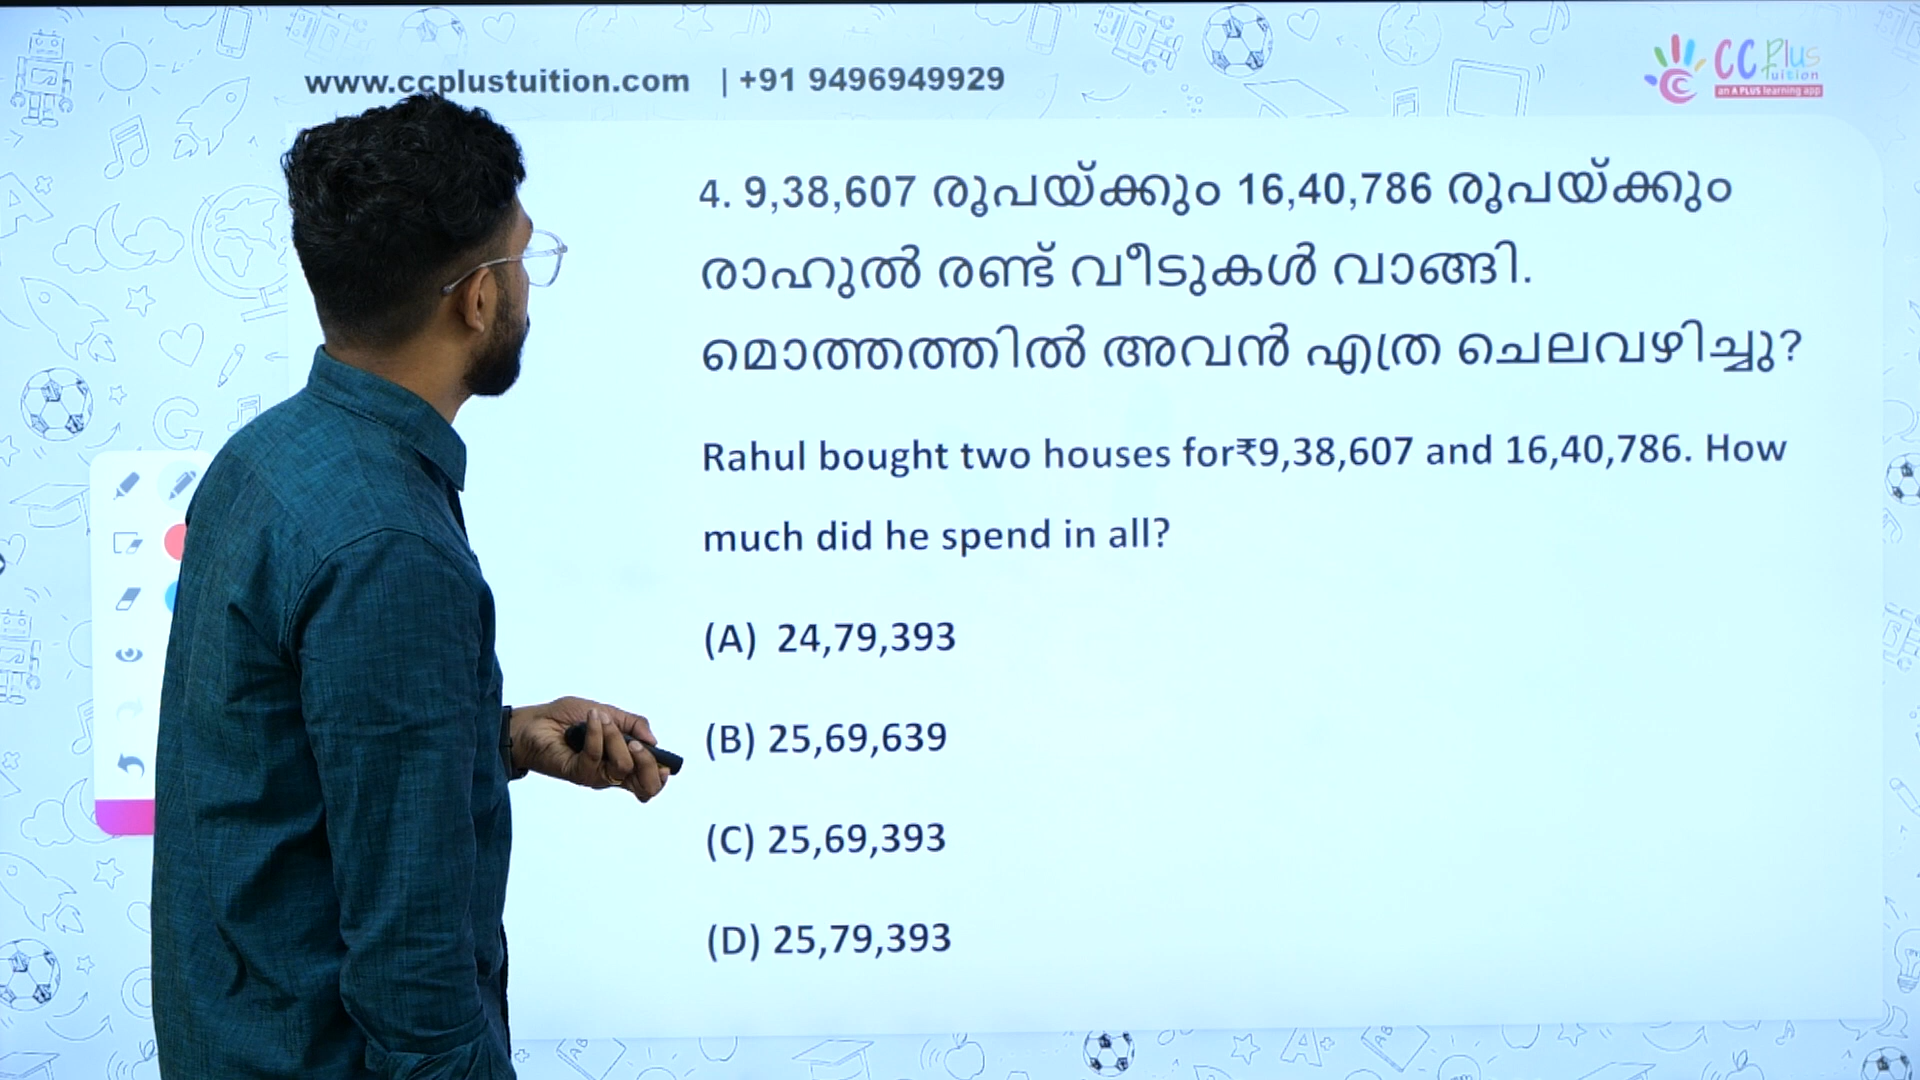 www.ccplustuition.com | +91 9496949929
CC Plus
Tuition
an A PLUS learning app
4. 9,38,607 രൂപയ്ക്കും 16,40,786 രൂപയ്ക്കും
രാഹുൽ രണ്ട് വീടുകൾ വാങ്ങി.
മൊത്തത്തിൽ അവൻ എത്ര ചെലവഴിച്ചു?
Rahul bought two houses for₹9,38,607 and 16,40,786. How
much did he spend in all?
(A) 24,79,393
(B) 25,69,639
(C) 25,69,393
(D) 25,79,393